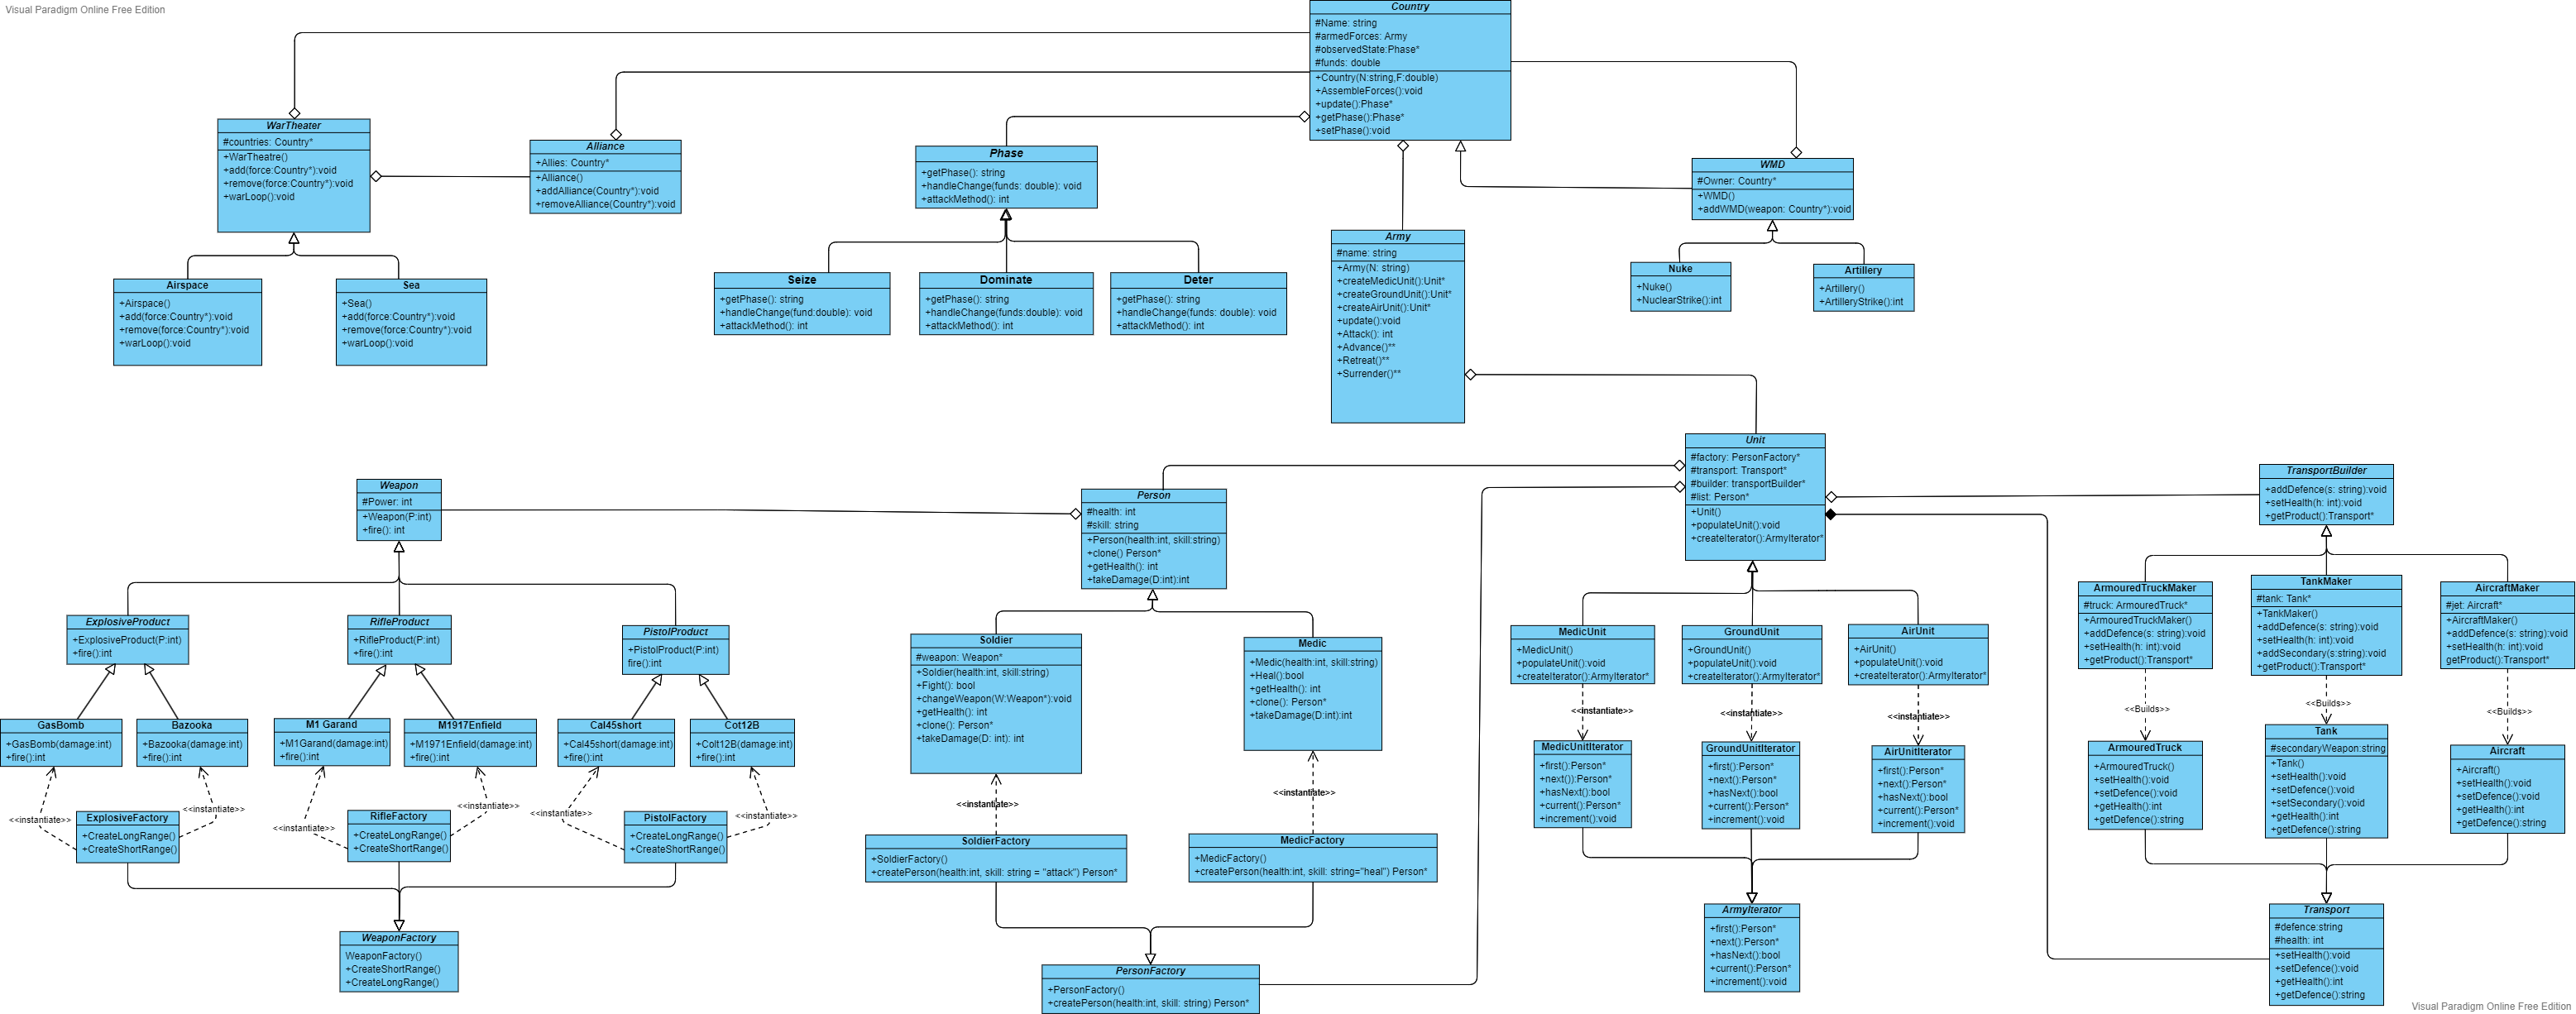 Visual Paradigm Online Free Edition
Country
#Name: string
#armedForces: Army
#observedState:Phase*
#funds: double
+Country(N:string,F:double)
+AssembleForces():void
+update():Phase*
+getPhase():Phase*
+setPhase():void
WarTheater
#countries: Country*
+WarTheatre()
+add(force:Country*):void
+remove(force:Country*):void
+warLoop():void
Alliance
+Allies: Country*
+Alliance()
+addAlliance(Country*):void
+removeAlliance(Country*):void
Phase
+getPhase(): string
+handleChange(funds: double): void
+attackMethod(): int
WMD
#Owner: Country*
+WMD()
+addWMD(weapon: Country*):void
Airspace
+Airspace()
+add(force:Country*):void
+remove(force:Country*):void
+warLoop():void
Sea
+Sea()
+add(force:Country*):void
+remove(force:Country*):void
+warLoop():void
Seize
+getPhase(): string
+handleChange(fund:double): void
+attackMethod(): int
Dominate
+getPhase(): string
+handleChange(funds:double): void
+attackMethod(): int
Deter
+getPhase(): string
+handleChange(funds: double): void
+attackMethod(): int
Army
#name: string
+Army(N: string)
+createMedicUnit():Unit*
+createGroundUnit():Unit*
+createAirUnit():Unit*
+update():void
+Attack(): int
+Advance()**
+Retreat()**
+Surrender()**
Nuke
+Nuke()
+NuclearStrike():int
Artillery
+Artillery()
+ArtilleryStrike():int
Weapon
#Power: int
+Weapon(P:int)
+fire(): int
Person
#health: int
#skill: string
+Person(health:int, skill:string)
+clone() Person*
+getHealth(): int
+takeDamage(D:int):int
Unit
#factory: PersonFactory*
#transport: Transport*
#builder: transportBuilder*
#list: Person*
+Unit()
+populateUnit():void
+createIterator():ArmyIterator*
TransportBuilder
+addDefence(s: string):void
+setHealth(h: int):void
+getProduct():Transport*
ExplosiveProduct
+ExplosiveProduct(P:int)
+fire():int
RifleProduct
+RifleProduct(P:int)
+fire():int
PistolProduct
+PistolProduct(P:int)
fire():int
Soldier
#weapon: Weapon*
+Soldier(health:int, skill:string)
+Fight(): bool
+changeWeapon(W:Weapon*):void
+getHealth(): int
+clone(): Person*
+takeDamage(D: int): int
Medic
+Medic(health:int, skill:string)
+Heal():bool
+getHealth(): int
+clone(): Person*
+takeDamage(D:int):int
MedicUnit
+MedicUnit()
+populateUnit():void
+createIterator():ArmyIterator*
GroundUnit
+GroundUnit()
+populateUnit():void
+createIterator():ArmyIterator*
AirUnit
+AirUnit()
+populateUnit():void
+createIterator():ArmyIterator*
ArmouredTruckMaker
#truck: ArmouredTruck*
+ArmouredTruckMaker()
+addDefence(s: string):void
+setHealth(h: int):void
+getProduct():Transport*
TankMaker
#tank: Tank*
+TankMaker()
+addDefence(s: string):void
+setHealth(h: int):void
+addSecondary(s:string):void
+getProduct():Transport*
AircraftMaker
#jet: Aircraft*
+AircraftMaker()
+addDefence(s: string):void
+setHealth(h: int):void
getProduct():Transport*
GasBomb
+GasBomb(damage:int)
+fire():int
Bazooka
+Bazooka(damage:int)
+fire():int
M1 Garand
+M1Garand(damage:int)
+fire():int
M1917Enfield
+M1971Enfield(damage:int)
+fire():int
Cal45short
+Cal45short(damage:int)
+fire():int
Cot12B
+Colt12B(damage:int)
+fire():int
<<instantiate>>
<<instantiate>>
<<instantiate>>
<<Builds>>
<<Builds>>
<<Builds>>
MedicUnitIterator
+first():Person*
+next()):Person*
+hasNext():bool
+current():Person*
+increment():void
GroundUnitIterator
+first():Person*
+next():Person*
+hasNext():bool
+current():Person*
+increment():void
AirUnitIterator
+first():Person*
+next():Person*
+hasNext():bool
+current():Person*
+increment():void
ArmouredTruck
+ArmouredTruck()
+setHealth():void
+setDefence():void
+getHealth():int
+getDefence():string
Tank
#secondaryWeapon:string
+Tank()
+setHealth():void
+setDefence():void
+setSecondary():void
+getHealth():int
+getDefence():string
Aircraft
+Aircraft()
+setHealth():void
+setDefence():void
+getHealth():int
+getDefence():string
<<instantiate>>
<<instantiate>>
<<instantiate>>
<<instantiate>>
<<instantiate>>
<<instantiate>>
<<instantiate>>
<<instantiate>>
ExplosiveFactory
+CreateLongRange()
+CreateShortRange()
RifleFactory
+CreateLongRange()
+CreateShortRange()
PistolFactory
+CreateLongRange()
+CreateShortRange()
SoldierFactory
+SoldierFactory()
+createPerson(health:int, skill: string = "attack") Person*
MedicFactory
+MedicFactory()
+createPerson(health:int, skill: string="heal") Person*
WeaponFactory
WeaponFactory()
+CreateShortRange()
+CreateLongRange()
PersonFactory
+PersonFactory()
+createPerson(health:int, skill: string) Person*
ArmyIterator
+first():Person*
+next():Person*
+hasNext():bool
+current():Person*
+increment():void
Transport
#defence:string
#health: int
+setHealth():void
+setDefence():void
+getHealth():int
+getDefence():string
Visual Paradigm Online Free Edition